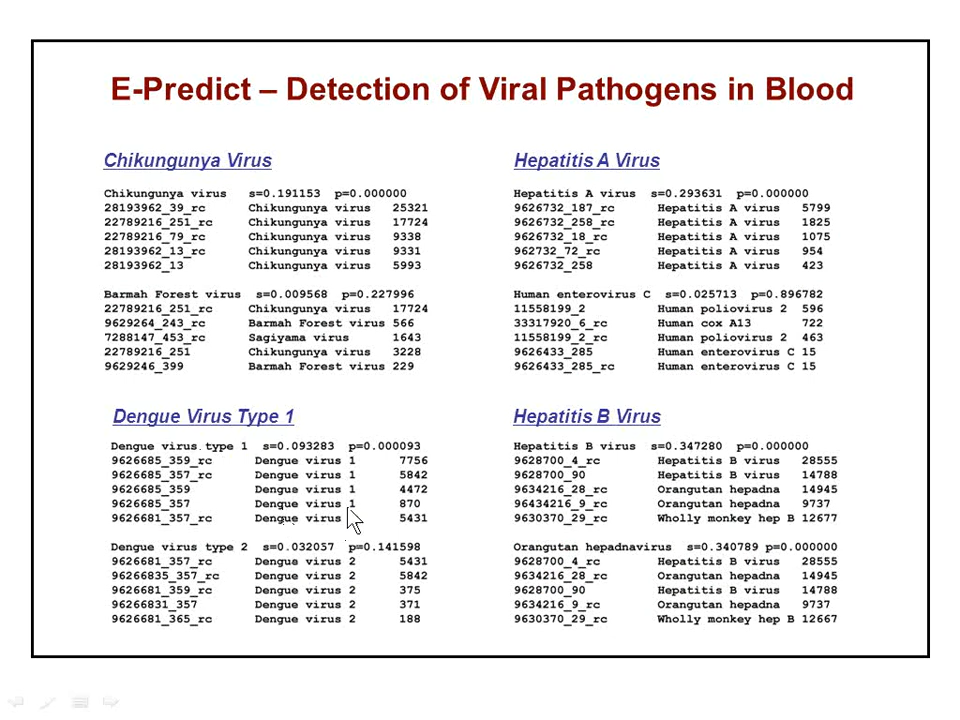 E-Predict – Detection of Viral Pathogens in Blood
Chikungunya Virus
Chikungunya virus s=0.191153 p=0.000000
28193962_39_rc Chikungunya virus 25321
22789216_251_rc Chikungunya virus 17724
22789216_79_rc Chikungunya virus 9338
28193962_13_rc Chikungunya virus 9331
28193962_13 Chikungunya virus 5993
Barmah Forest virus s=0.009568 p=0.227996
22789216_251_rc Chikungunya virus 17724
9629264_243_rc Barmah Forest virus 566
7288147_453_rc Sagiyama virus 1643
22789216_251 Chikungunya virus 3228
9629246_399 Barmah Forest virus 229
Hepatitis A Virus
Hepatitis A virus s=0.293631 p=0.000000
9626732_187_rc Hepatitis A virus 5799
9626732_258_rc Hepatitis A virus 1825
9626732_18_rc Hepatitis A virus 1075
962732_72_rc Hepatitis A virus 954
9626732_258 Hepatitis A virus 423
Human enterovirus C s=0.025713 p=0.896782
11558199_2 Human poliovirus 2 596
33317920_6_rc Human cox A13 722
11558199_2_rc Human poliovirus 2 463
9626433_285 Human enterovirus C 15
9626433_285_rc Human enterovirus C 15
Dengue Virus Type 1
Dengue virus type 1 s=0.093283 p=0.000093
9626685_359_rc Dengue virus 1 7756
9626685_357_rc Dengue virus 1 5842
9626685_359 Dengue virus 1 4472
9626685_357 Dengue virus 1 870
9626681_357_rc Dengue virus 5431
Dengue virus type 2 s=0.032057 p=0.141598
9626681_357_rc Dengue virus 2 5431
96266835_357_rc Dengue virus 2 5842
9626681_359_rc Dengue virus 2 375
96266831_357 Dengue virus 2 371
9626681_365_rc Dengue virus 2 188
Hepatitis B Virus
Hepatitis B virus s=0.347280 p=0.000000
9628700_4_rc Hepatitis B virus 28555
9628700_90 Hepatitis B virus 14788
9634216_28_rc Orangutan hepadna 14945
96434216_9_rc Orangutan hepadna 9737
9630370_29_rc Wholly monkey hep B 12677
Orangutan hepadnavirus s=0.340789 p=0.000000
9628700_4_rc Hepatitis B virus 28555
9634216_28_rc Orangutan hepadna 14945
9628700_90 Hepatitis B virus 14788
9634216_9_rc Orangutan hepadna 9737
9630370_29_rc Wholly monkey hep B 12667